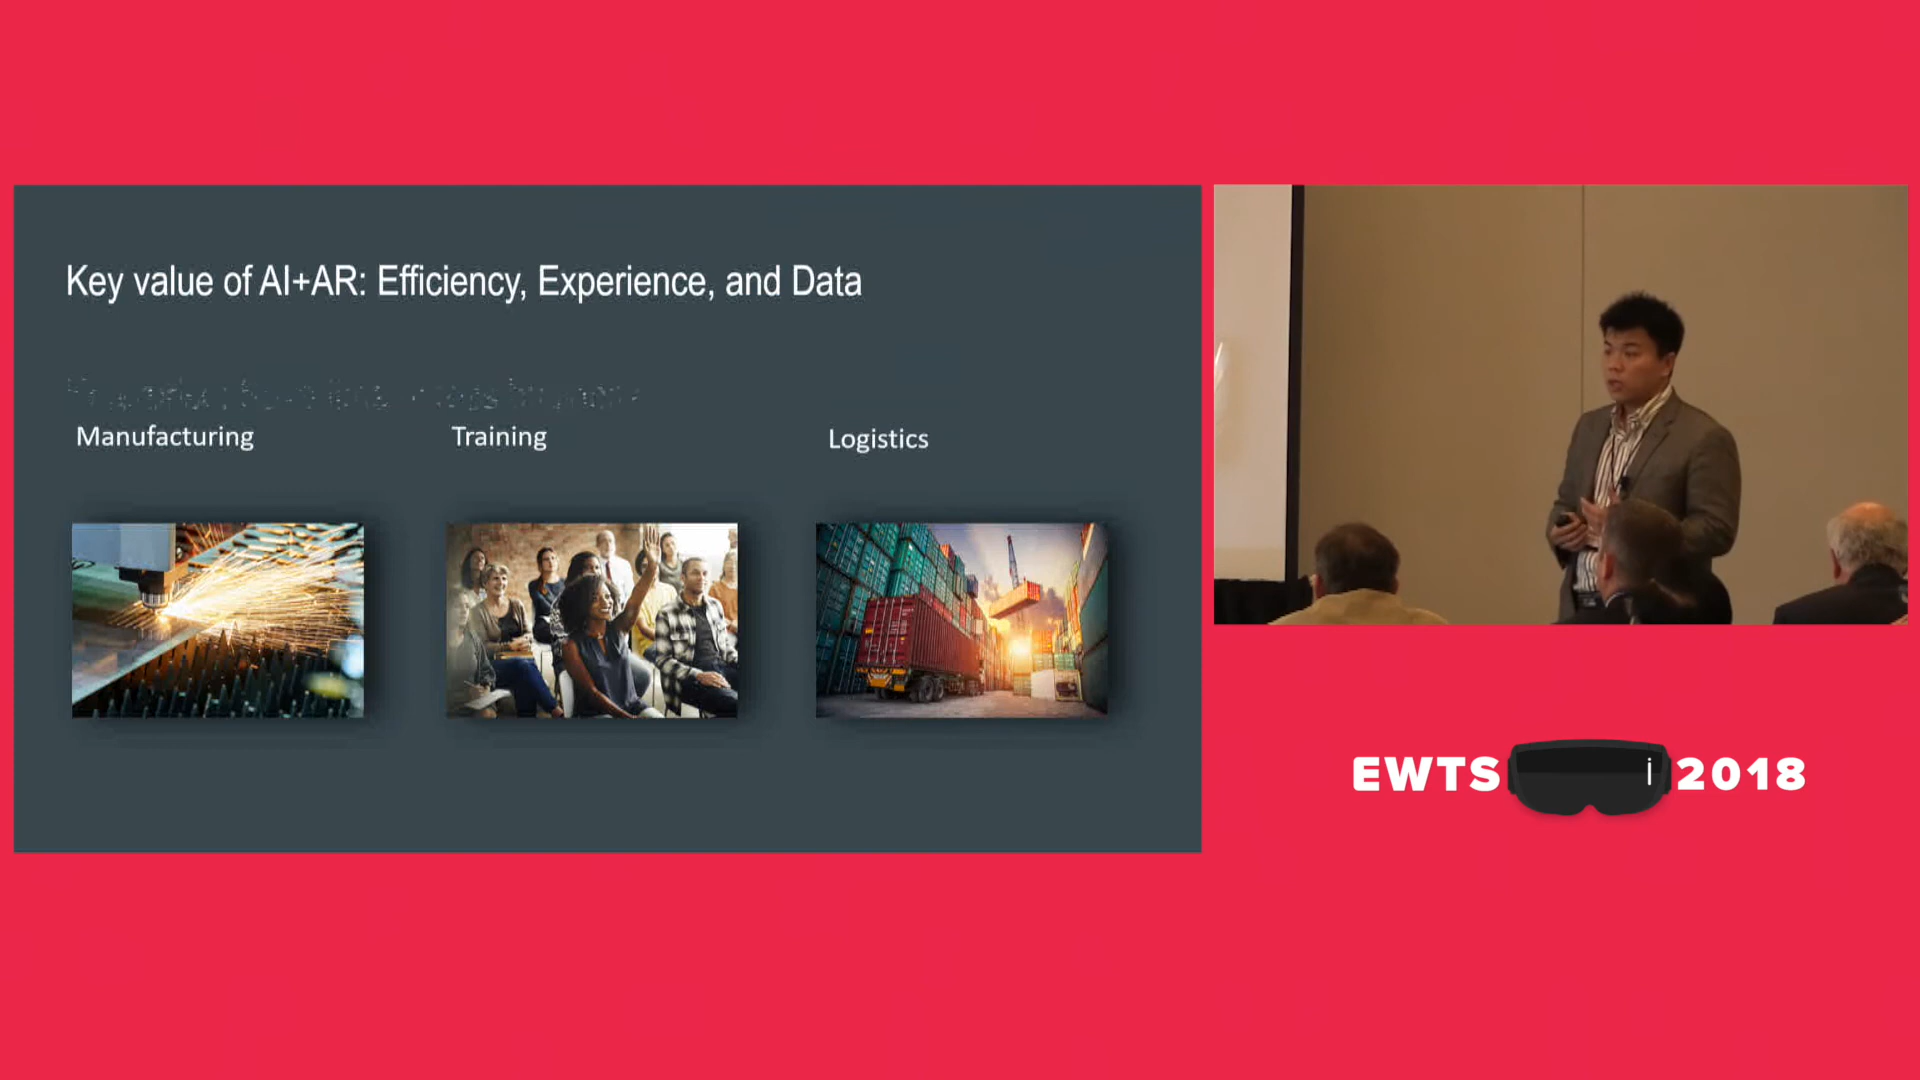 Key value of AI+AR: Efficiency, Experience, and Data
Manufacturing
Training
Logistics
EWTS 2018